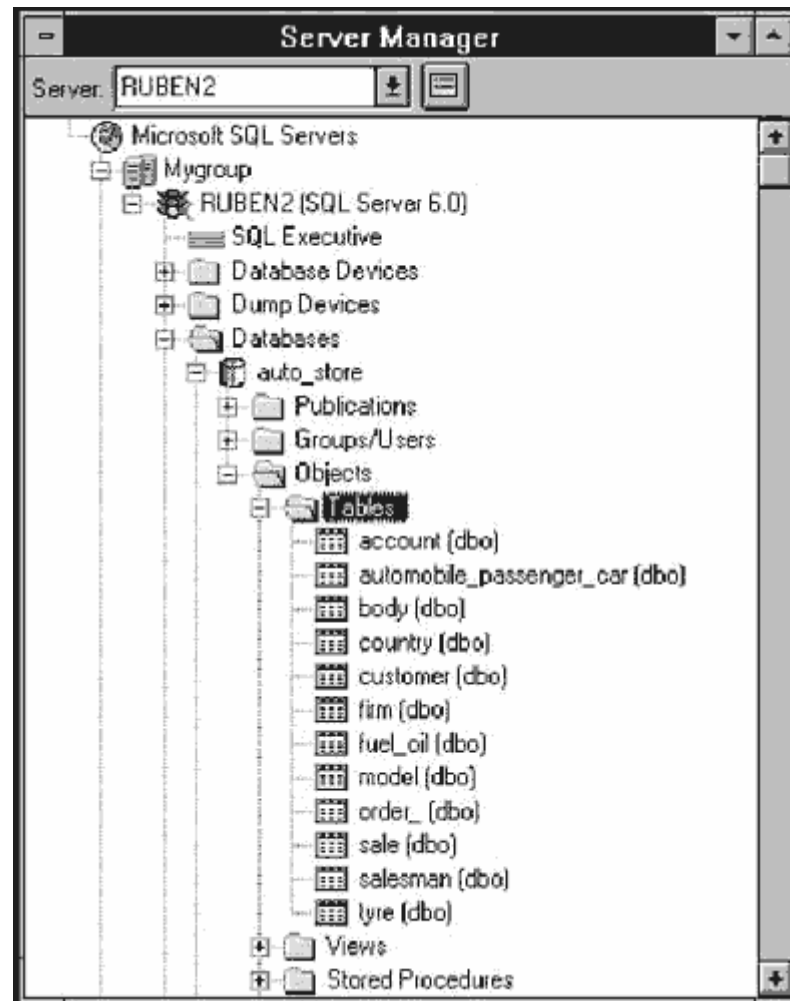 Server Manager
Server: RUBEN2
Microsoft SQL Servers
Mygroup
RUBEN2 (SQL Server 6.0)
SQL Executive
Database Devices
Dump Devices
Databases
auto_store
Publications
Groups/Users
Objects
Tables
account (dbo)
automobile_passenger_car (dbo)
body (dbo)
country (dbo)
customer (dbo)
firm (dbo)
fuel_oil (dbo)
model (dbo)
order_ (dbo)
sale (dbo)
salesman (dbo)
tyre (dbo)
Views
Stored Procedures